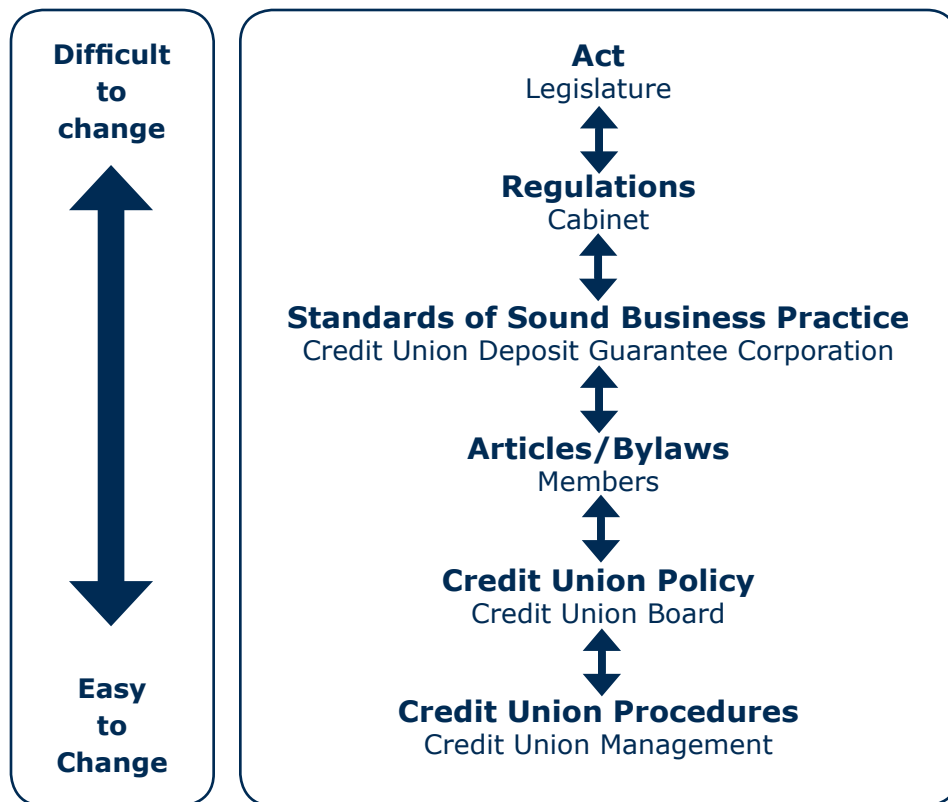 Difficult
to
change
Easy
to
Change
Act
Legislature
Regulations
Cabinet
Standards of Sound Business Practice
Credit Union Deposit Guarantee Corporation
Articles/Bylaws
Members
Credit Union Policy
Credit Union Board
Credit Union Procedures
Credit Union Management